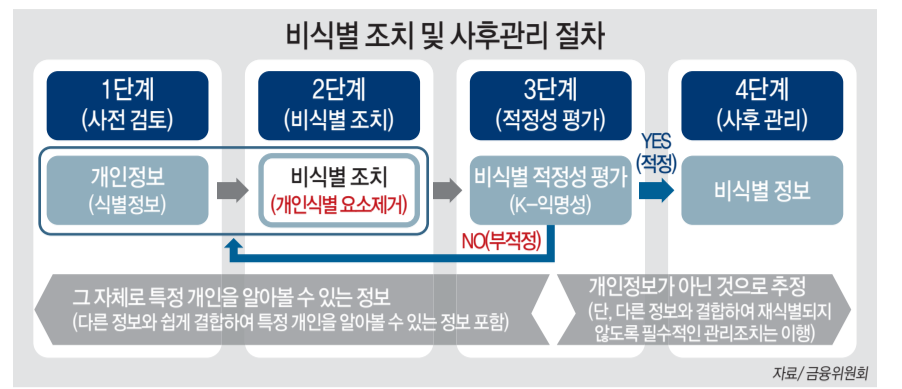 비식별 조치 및 사후관리 절차
1단계
(사전 검토)
2단계
(비식별 조치)
3단계
(적정성 평가)
4단계
(사후 관리)
개인정보
(식별정보)
비식별 조치
(개인식별 요소제거)
비식별 적정성 평가
(K-익명성)
YES
(적정)
비식별 정보
NO(부적정)
그 자체로 특정 개인을 알아볼 수 있는 정보
(다른 정보와 쉽게 결합하여 특정 개인을 알아볼 수 있는 정보 포함)
개인정보가 아닌 것으로 추정
(단, 다른 정보와 결합하여 재식별되지
않도록 필수적인 관리조치는 이행)
자료/금융위원회